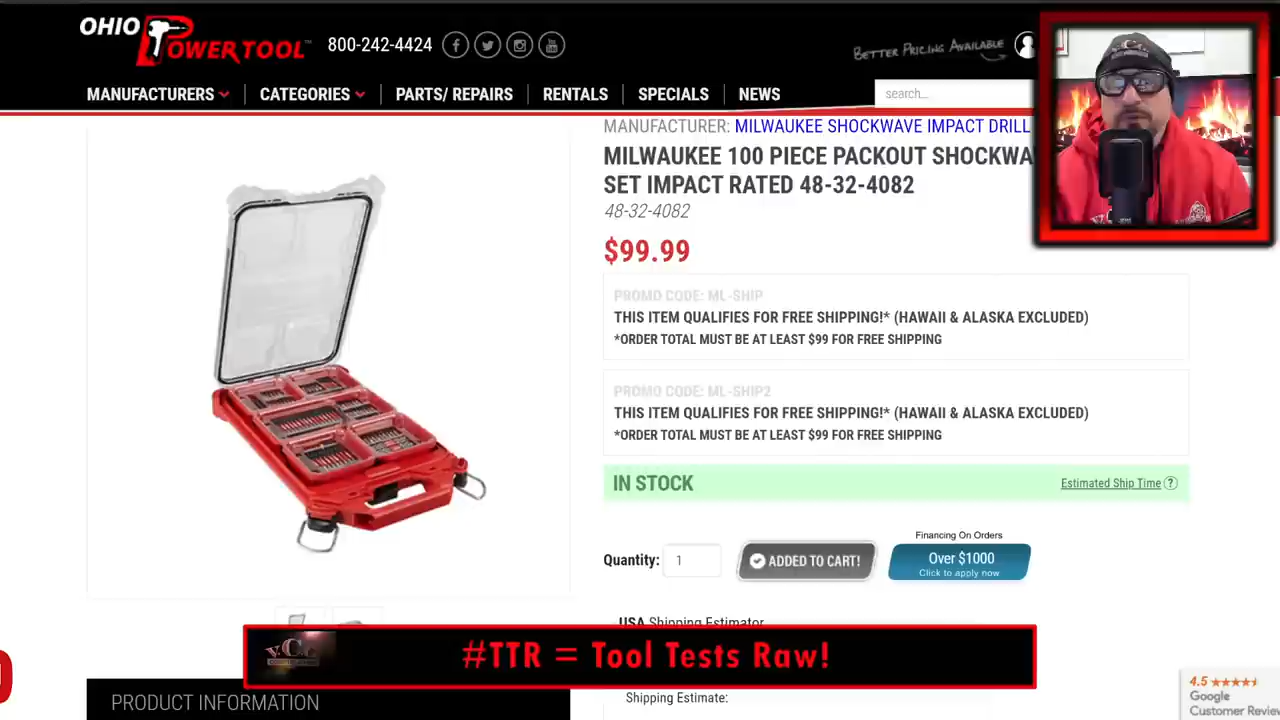 OHIO
POWERTOOL
800-242-4424
BETTER PRICING AVAILABLE
MANUFACTURERS
CATEGORIES
PARTS/ REPAIRS
RENTALS
SPECIALS
NEWS
search...
MANUFACTURER: MILWAUKEE SHOCKWAVE IMPACT DRILL
MILWAUKEE 100 PIECE PACKOUT SHOCKWA
SET IMPACT RATED 48-32-4082
48-32-4082
$99.99
PROMO CODE: ML-SHIP
THIS ITEM QUALIFIES FOR FREE SHIPPING!* (HAWAII & ALASKA EXCLUDED)
*ORDER TOTAL MUST BE AT LEAST $99 FOR FREE SHIPPING
PROMO CODE: ML-SHIP2
THIS ITEM QUALIFIES FOR FREE SHIPPING!* (HAWAII & ALASKA EXCLUDED)
*ORDER TOTAL MUST BE AT LEAST $99 FOR FREE SHIPPING
IN STOCK
Estimated Ship Time ?
Financing On Orders
Quantity: 1
ADDED TO CART!
Over $1000
Click to apply now
USA Shipping Estimator
#TTR = Tool Tests Raw!
Shipping Estimate:
PRODUCT INFORMATION
4.5
Google
Customer Review